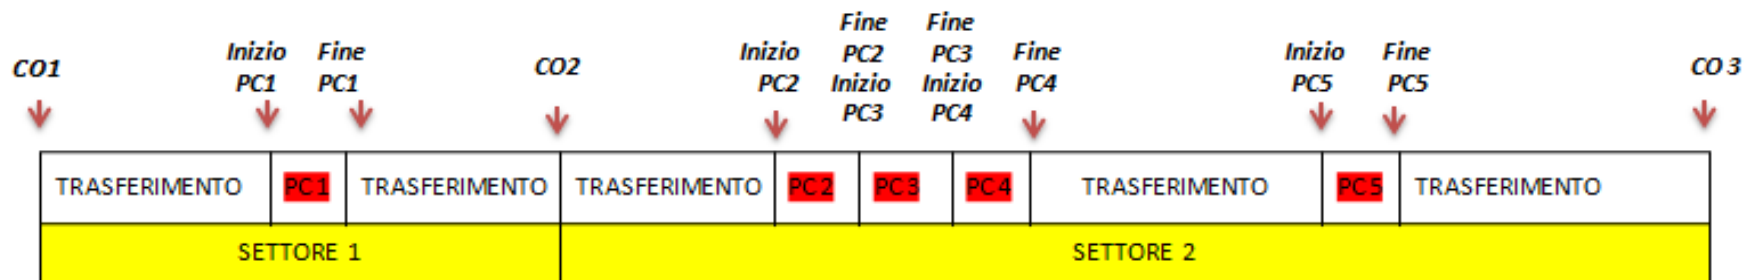 CO1
Inizio
PC1
Fine
PC1
CO2
Inizio
PC2
Fine
PC2
Inizio
PC3
Fine
PC3
Inizio
PC4
Fine
PC4
Inizio
PC5
Fine
PC5
CO 3
TRASFERIMENTO PC1 TRASFERIMENTO TRASFERIMENTO PC2 PC3 PC4 TRASFERIMENTO PC5 TRASFERIMENTO
SETTORE 1 SETTORE 2